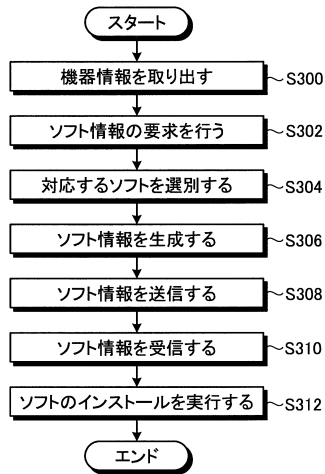 スタート
機器情報を取り出す ～S300
ソフト情報の要求を行う ～S302
対応するソフトを選別する ～S304
ソフト情報を生成する ～S306
ソフト情報を送信する ～S308
ソフト情報を受信する ～S310
ソフトのインストールを実行する ～S312
エンド